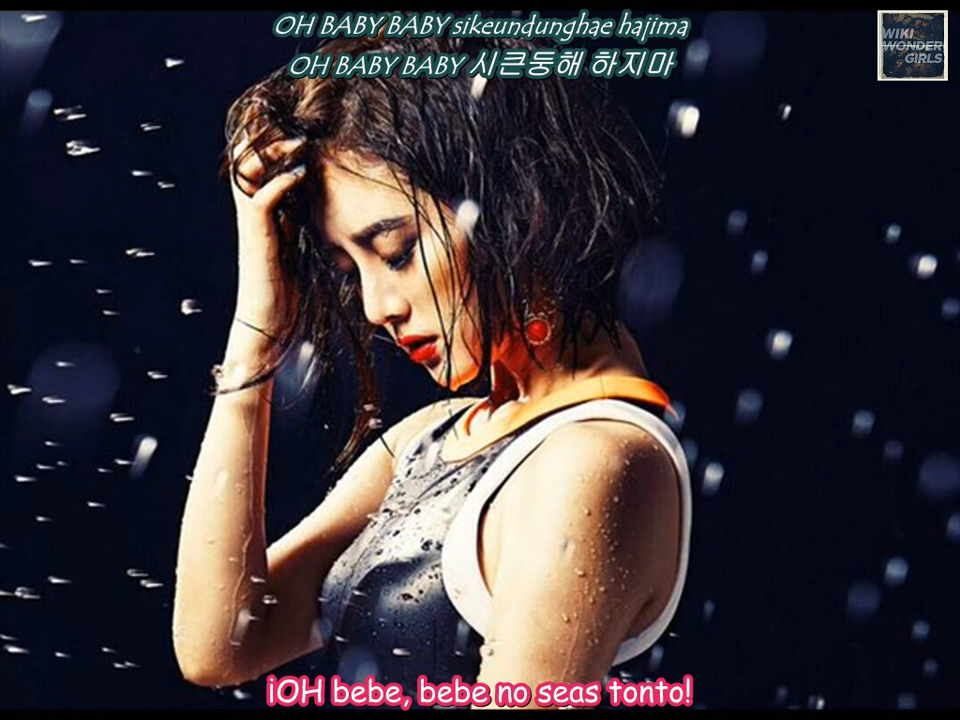 OH BABY BABY sikeundunghae hajima
OH BABY BABY 시큰둥해 하지마
WIKI
WONDER
GIRLS
¡OH bebe, bebe no seas tonto!